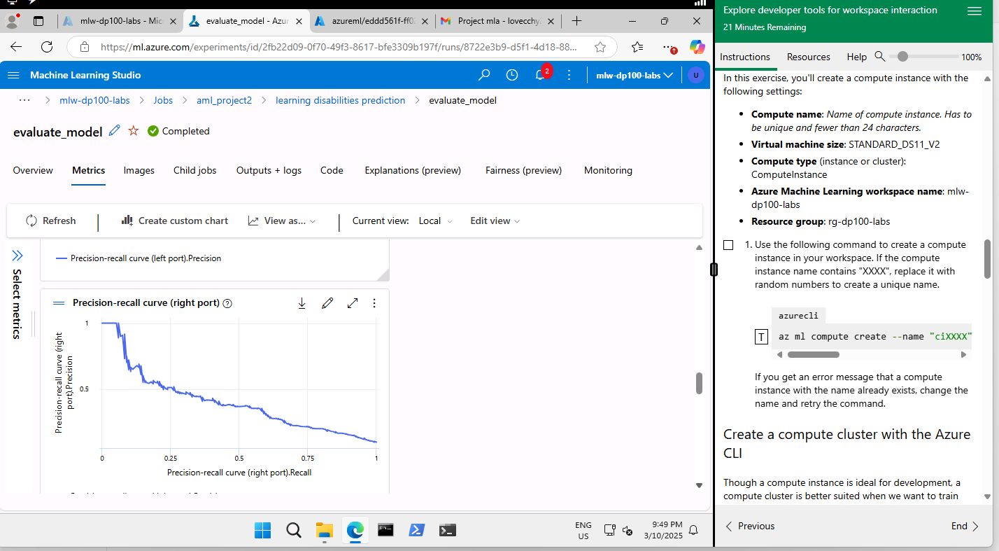 mlw-dp100-labs - Mic
evaluate_model - Azur
azureml/eddd561f-ff02
Project mla - lovecchy
https://ml.azure.com/experiments/id/2fb22d09-0f70-49f3-8617-bfe3309b197f/runs/8722e3b9-d5f1-4d18-88...
Machine Learning Studio
2
mlw-dp100-labs
U
... > mlw-dp100-labs > Jobs > aml_project2 > learning disabilities prediction > evaluate_model
evaluate_model
Completed
Overview
Metrics
Images
Child jobs
Outputs + logs
Code
Explanations (preview)
Fairness (preview)
Monitoring
Refresh
Create custom chart
View as...
Current view:
Local
Edit view
Select metrics
Precision-recall curve (left port).Precision
Precision-recall curve (right port)
Precision-recall curve (right
port).Precision
1
0.5
0
0.25
0.5
0.75
1
Precision-recall curve (right port).Recall
ENG
US
9:49 PM
3/10/2025
Explore developer tools for workspace interaction
21 Minutes Remaining
Instructions
Resources
Help
100%
In this exercise, you'll create a compute instance with the
following settings:
• Compute name: Name of compute instance. Has to
be unique and fewer than 24 characters.
• Virtual machine size: STANDARD_DS11_V2
• Compute type (instance or cluster):
ComputeInstance
• Azure Machine Learning workspace name: mlw-
dp100-labs
• Resource group: rg-dp100-labs
1. Use the following command to create a compute
instance in your workspace. If the compute
instance name contains "XXXX", replace it with
random numbers to create a unique name.
azurecli
T
az ml compute create --name "ciXXXX"
If you get an error message that a compute
instance with the name already exists, change the
name and retry the command.
Create a compute cluster with the Azure
CLI
Though a compute instance is ideal for development, a
compute cluster is better suited when we want to train
Previous
End